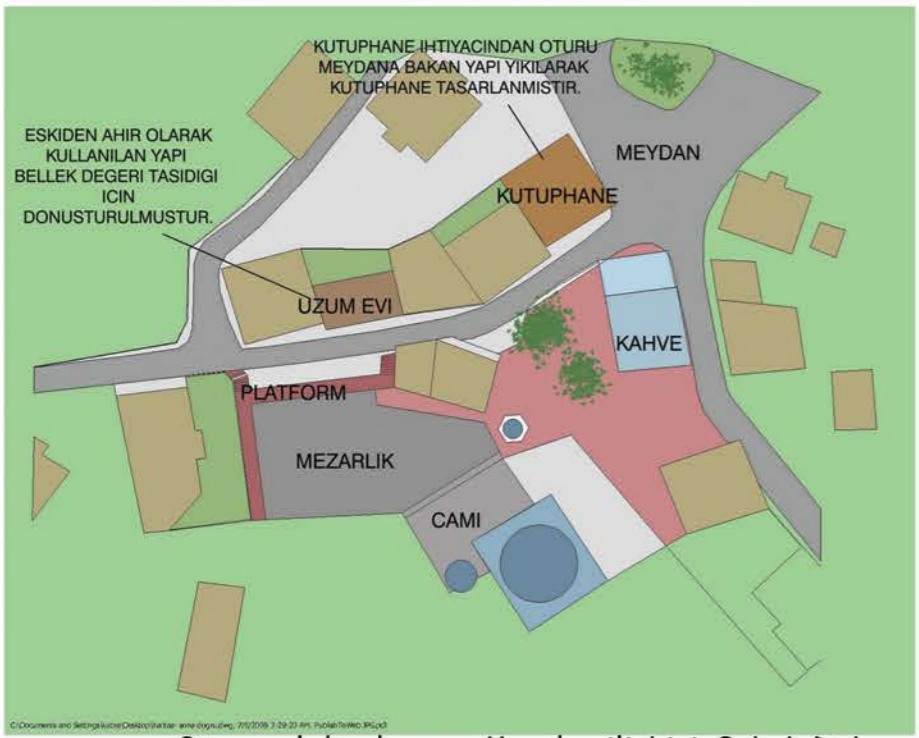 KUTUPHANE IHTIYACINDAN OTURU
MEYDANA BAKAN YAPI YIKILARAK
KUTUPHANE TASARLANMISTIR.
ESKIDEN AHIR OLARAK
KULLANILAN YAPI
BELLEK DEGERI TASIDIGI
ICIN
DONUSTURULMUSTUR.
MEYDAN
KUTUPHANE
UZUM EVI
KAHVE
PLATFORM
MEZARLIK
CAMI